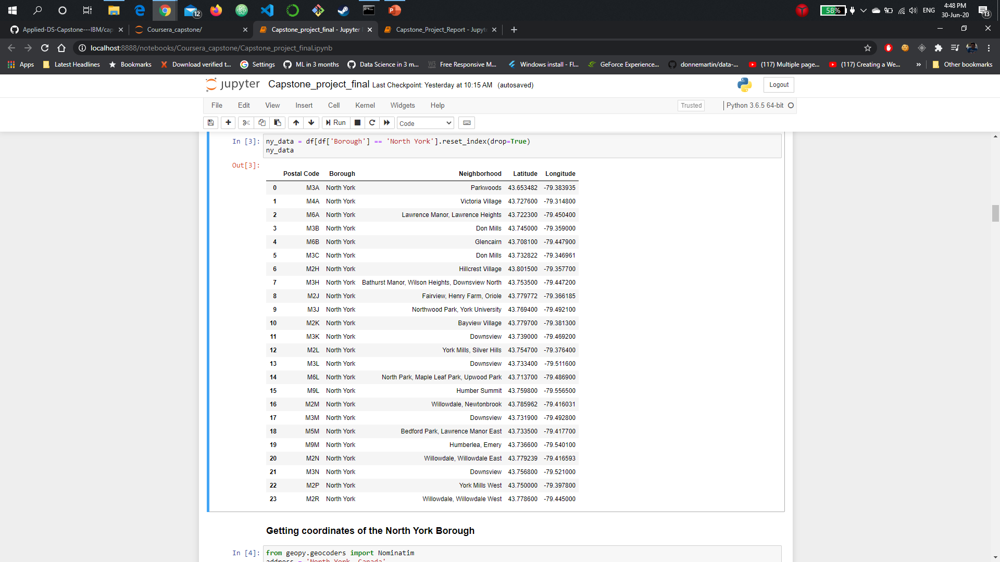 12
58%
ENG
4:48 PM
30-Jun-20
13
Applied-DS-Capstone---IBM/cap
Coursera_capstone/
Capstone_project_final - Jupyter
Capstone_Project_Report - Jupyte
localhost:8888/notebooks/Coursera_capstone/Capstone_project_final.ipynb
Apps
Latest Headlines
Bookmarks
Download verified t...
Settings
ML in 3 months
Data Science in 3 m...
Free Responsive M...
Windows install - Fl...
GeForce Experience...
donnemartin/data-...
(117) Multiple page...
(117) Creating a We...
»
Other bookmarks
jupyter Capstone_project_final Last Checkpoint: Yesterday at 10:15 AM (autosaved)
Logout
File Edit View Insert Cell Kernel Widgets Help
Trusted
Python 3.6.5 64-bit
Run
Code
In [3]: ny_data = df[df['Borough'] == 'North York'].reset_index(drop=True)
ny_data
Out[3]:
Postal Code Borough Neighborhood Latitude Longitude
0 M3A North York Parkwoods 43.653482 -79.383935
1 M4A North York Victoria Village 43.727600 -79.314800
2 M6A North York Lawrence Manor, Lawrence Heights 43.722300 -79.450400
3 M3B North York Don Mills 43.745000 -79.359000
4 M6B North York Glencairn 43.708100 -79.447900
5 M3C North York Don Mills 43.732822 -79.346961
6 M2H North York Hillcrest Village 43.801500 -79.357700
7 M3H North York Bathurst Manor, Wilson Heights, Downsview North 43.753500 -79.447200
8 M2J North York Fairview, Henry Farm, Oriole 43.779772 -79.366185
9 M3J North York Northwood Park, York University 43.769400 -79.492100
10 M2K North York Bayview Village 43.779700 -79.381300
11 M3K North York Downsview 43.739000 -79.469200
12 M2L North York York Mills, Silver Hills 43.754700 -79.376400
13 M3L North York Downsview 43.733400 -79.511600
14 M6L North York North Park, Maple Leaf Park, Upwood Park 43.713700 -79.486900
15 M9L North York Humber Summit 43.759800 -79.556500
16 M2M North York Willowdale, Newtonbrook 43.785962 -79.416031
17 M3M North York Downsview 43.731900 -79.492800
18 M5M North York Bedford Park, Lawrence Manor East 43.733500 -79.417700
19 M9M North York Humberlea, Emery 43.736600 -79.540100
20 M2N North York Willowdale, Willowdale East 43.779239 -79.416593
21 M3N North York Downsview 43.756800 -79.521000
22 M2P North York York Mills West 43.750000 -79.397800
23 M2R North York Willowdale, Willowdale West 43.778600 -79.445000
Getting coordinates of the North York Borough
In [4]: from geopy.geocoders import Nominatim
address = 'North York, Canada'